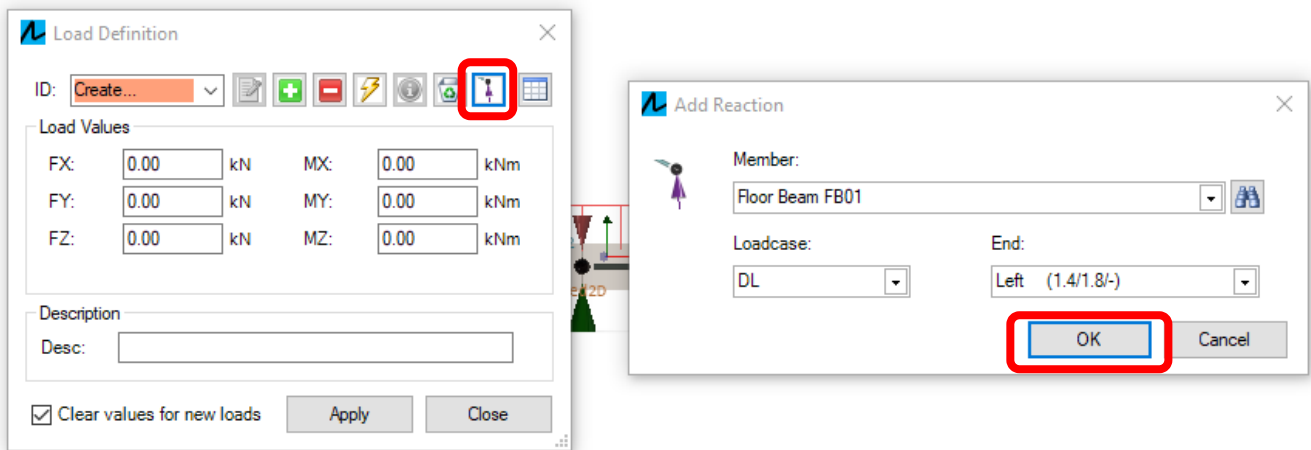 Load Definition
ID: Create...
Load Values
FX: 0.00 kN MX: 0.00 kNm
FY: 0.00 kN MY: 0.00 kNm
FZ: 0.00 kN MZ: 0.00 kNm
Description
Desc:
Clear values for new loads Apply Close
Add Reaction
Member:
Floor Beam FB01
Loadcase: End:
DL Left (1.4/1.8/-)
OK Cancel